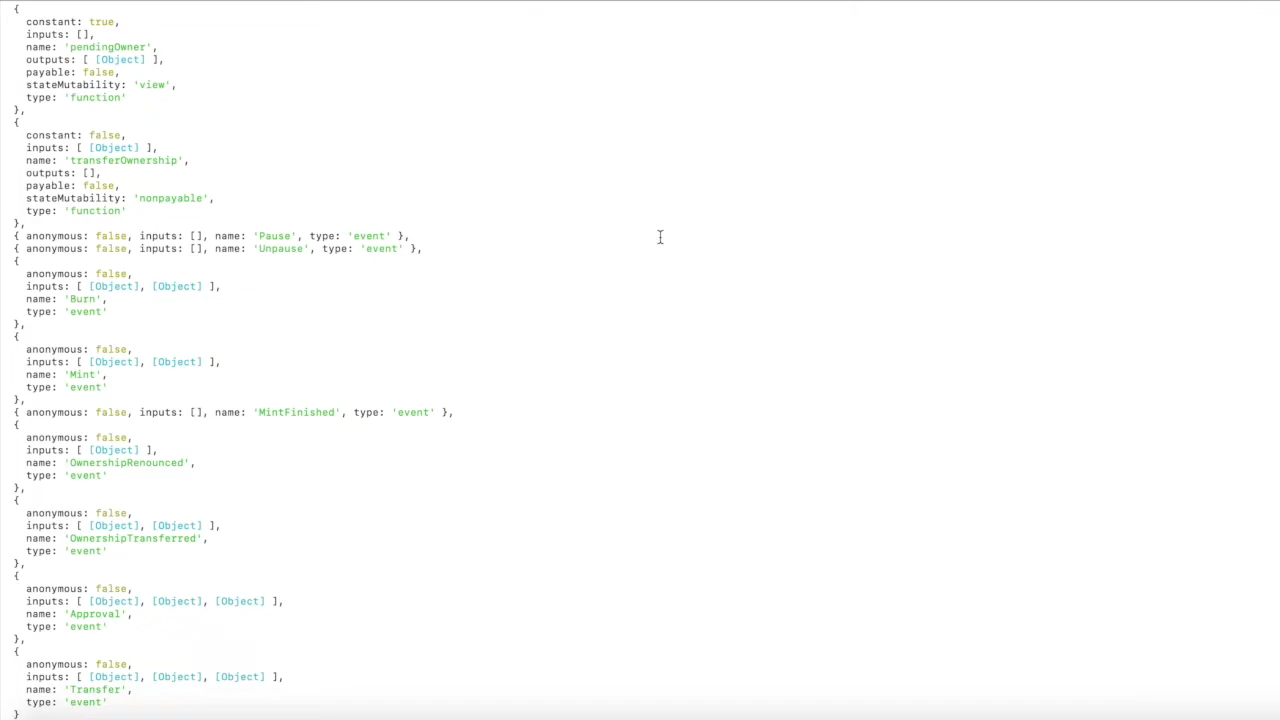 {
constant: true,
inputs: [],
name: 'pendingOwner',
outputs: [ [Object] ],
payable: false,
stateMutability: 'view',
type: 'function'
},
{
constant: false,
inputs: [ [Object] ],
name: 'transferOwnership',
outputs: [],
payable: false,
stateMutability: 'nonpayable',
type: 'function'
},
{ anonymous: false, inputs: [], name: 'Pause', type: 'event' },
{ anonymous: false, inputs: [], name: 'Unpause', type: 'event' },
{
anonymous: false,
inputs: [ [Object], [Object] ],
name: 'Burn',
type: 'event'
},
{
anonymous: false,
inputs: [ [Object], [Object] ],
name: 'Mint',
type: 'event'
},
{ anonymous: false, inputs: [], name: 'MintFinished', type: 'event' },
{
anonymous: false,
inputs: [ [Object] ],
name: 'OwnershipRenounced',
type: 'event'
},
{
anonymous: false,
inputs: [ [Object], [Object] ],
name: 'OwnershipTransferred',
type: 'event'
},
{
anonymous: false,
inputs: [ [Object], [Object], [Object] ],
name: 'Approval',
type: 'event'
},
{
anonymous: false,
inputs: [ [Object], [Object], [Object] ],
name: 'Transfer',
type: 'event'
}